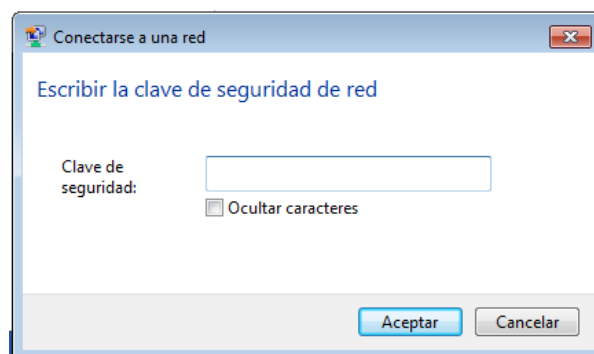 Conectarse a una red
Escribir la clave de seguridad de red
Clave de
seguridad:
Ocultar caracteres
Aceptar Cancelar